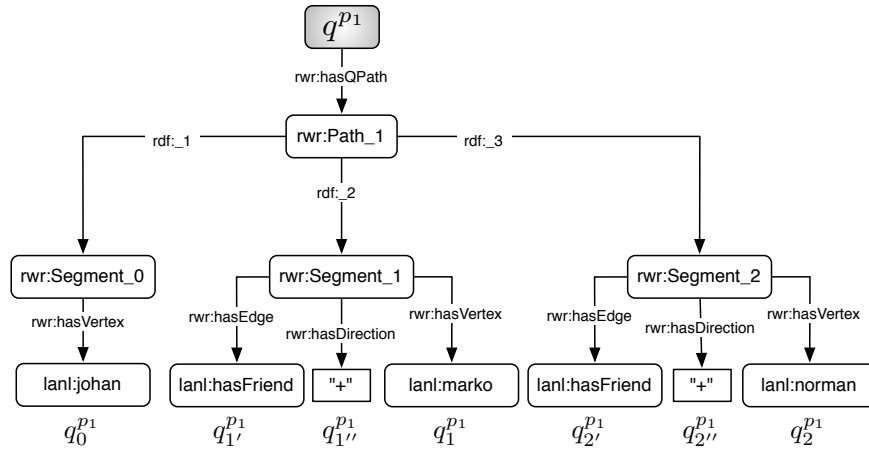 q^{p_1}
rwr:hasQPath
rwr:Path_1
rdf:_1
rdf:_3
rdf:_2
rwr:Segment_0
rwr:Segment_1
rwr:Segment_2
rwr:hasVertex
rwr:hasEdge
rwr:hasDirection
rwr:hasVertex
rwr:hasEdge
rwr:hasDirection
rwr:hasVertex
lanl:johan
lanl:hasFriend
"+"
lanl:marko
lanl:hasFriend
"+"
lanl:norman
q_0^{p_1}
q_{1'}^{p_1}
q_{1''}^{p_1}
q_1^{p_1}
q_{2'}^{p_1}
q_{2''}^{p_1}
q_2^{p_1}